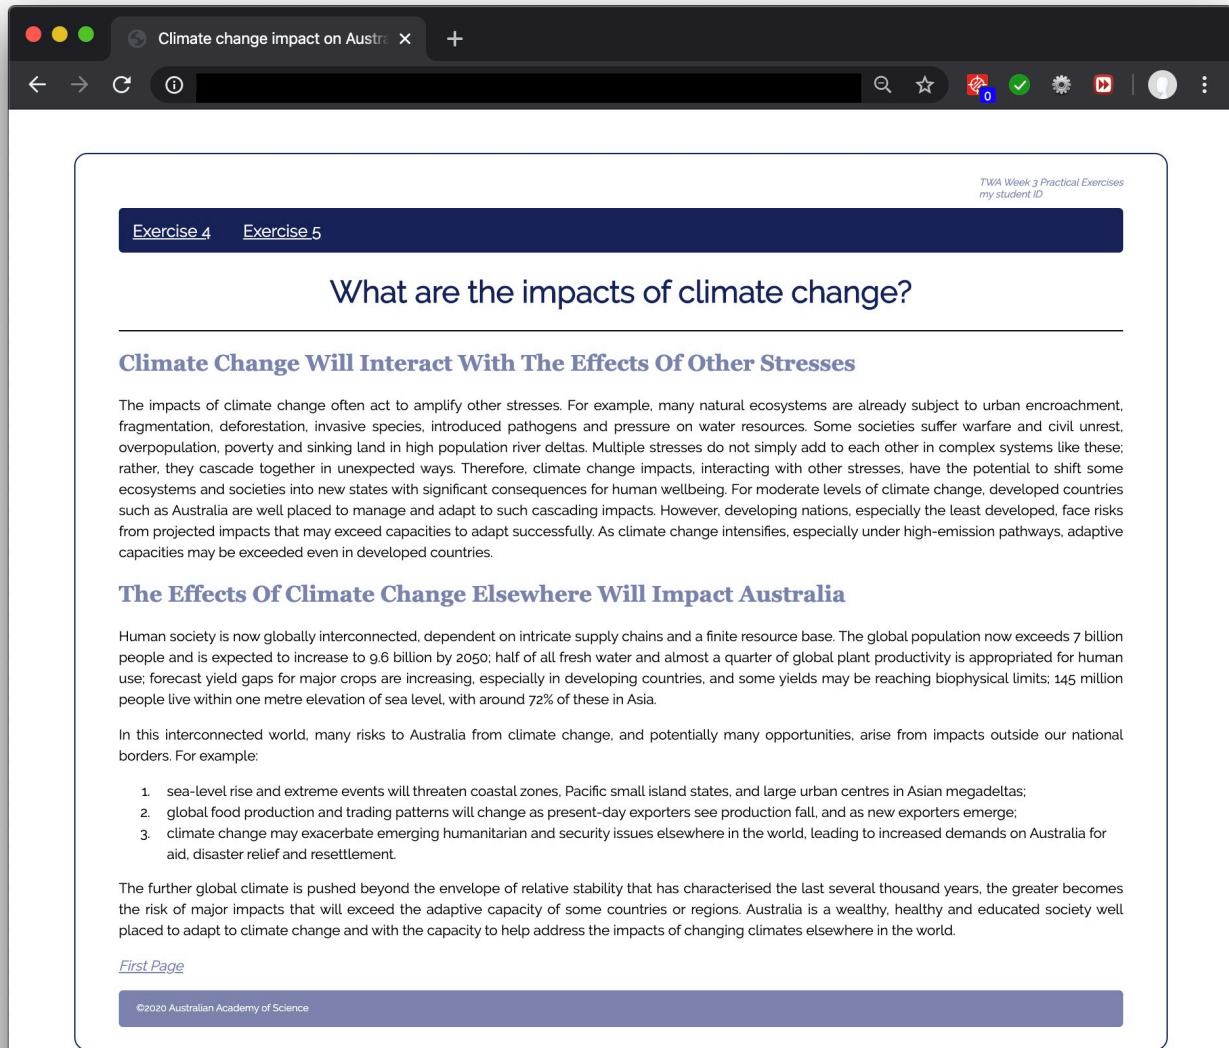 Climate change impact on Austr
0
TWA Week 3 Practical Exercises
my student ID
Exercise 4 Exercise 5
What are the impacts of climate change?
Climate Change Will Interact With The Effects Of Other Stresses
The impacts of climate change often act to amplify other stresses. For example, many natural ecosystems are already subject to urban encroachment,
fragmentation, deforestation, invasive species, introduced pathogens and pressure on water resources. Some societies suffer warfare and civil unrest,
overpopulation, poverty and sinking land in high population river deltas. Multiple stresses do not simply add to each other in complex systems like these;
rather, they cascade together in unexpected ways. Therefore, climate change impacts, interacting with other stresses, have the potential to shift some
ecosystems and societies into new states with significant consequences for human wellbeing. For moderate levels of climate change, developed countries
such as Australia are well placed to manage and adapt to such cascading impacts. However, developing nations, especially the least developed, face risks
from projected impacts that may exceed capacities to adapt successfully. As climate change intensifies, especially under high-emission pathways, adaptive
capacities may be exceeded even in developed countries.
The Effects Of Climate Change Elsewhere Will Impact Australia
Human society is now globally interconnected, dependent on intricate supply chains and a finite resource base. The global population now exceeds 7 billion
people and is expected to increase to 9.6 billion by 2050; half of all fresh water and almost a quarter of global plant productivity is appropriated for human
use; forecast yield gaps for major crops are increasing, especially in developing countries, and some yields may be reaching biophysical limits; 145 million
people live within one metre elevation of sea level, with around 72% of these in Asia.
In this interconnected world, many risks to Australia from climate change, and potentially many opportunities, arise from impacts outside our national
borders. For example:
1. sea-level rise and extreme events will threaten coastal zones, Pacific small island states, and large urban centres in Asian megadeltas;
2. global food production and trading patterns will change as present-day exporters see production fall, and as new exporters emerge;
3. climate change may exacerbate emerging humanitarian and security issues elsewhere in the world, leading to increased demands on Australia for
aid, disaster relief and resettlement.
The further global climate is pushed beyond the envelope of relative stability that has characterised the last several thousand years, the greater becomes
the risk of major impacts that will exceed the adaptive capacity of some countries or regions. Australia is a wealthy, healthy and educated society well
placed to adapt to climate change and with the capacity to help address the impacts of changing climates elsewhere in the world.
First Page
©2020 Australian Academy of Science